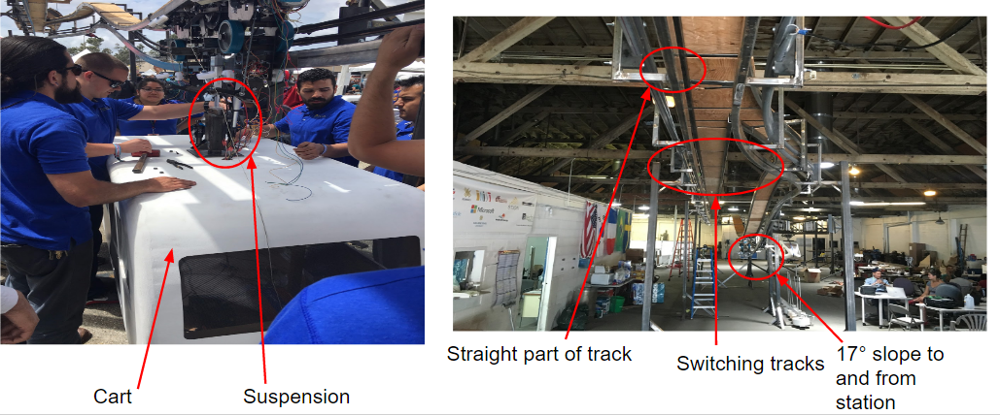 Microsoft
Straight part of track
Switching tracks
17° slope to
and from
station
Cart
Suspension